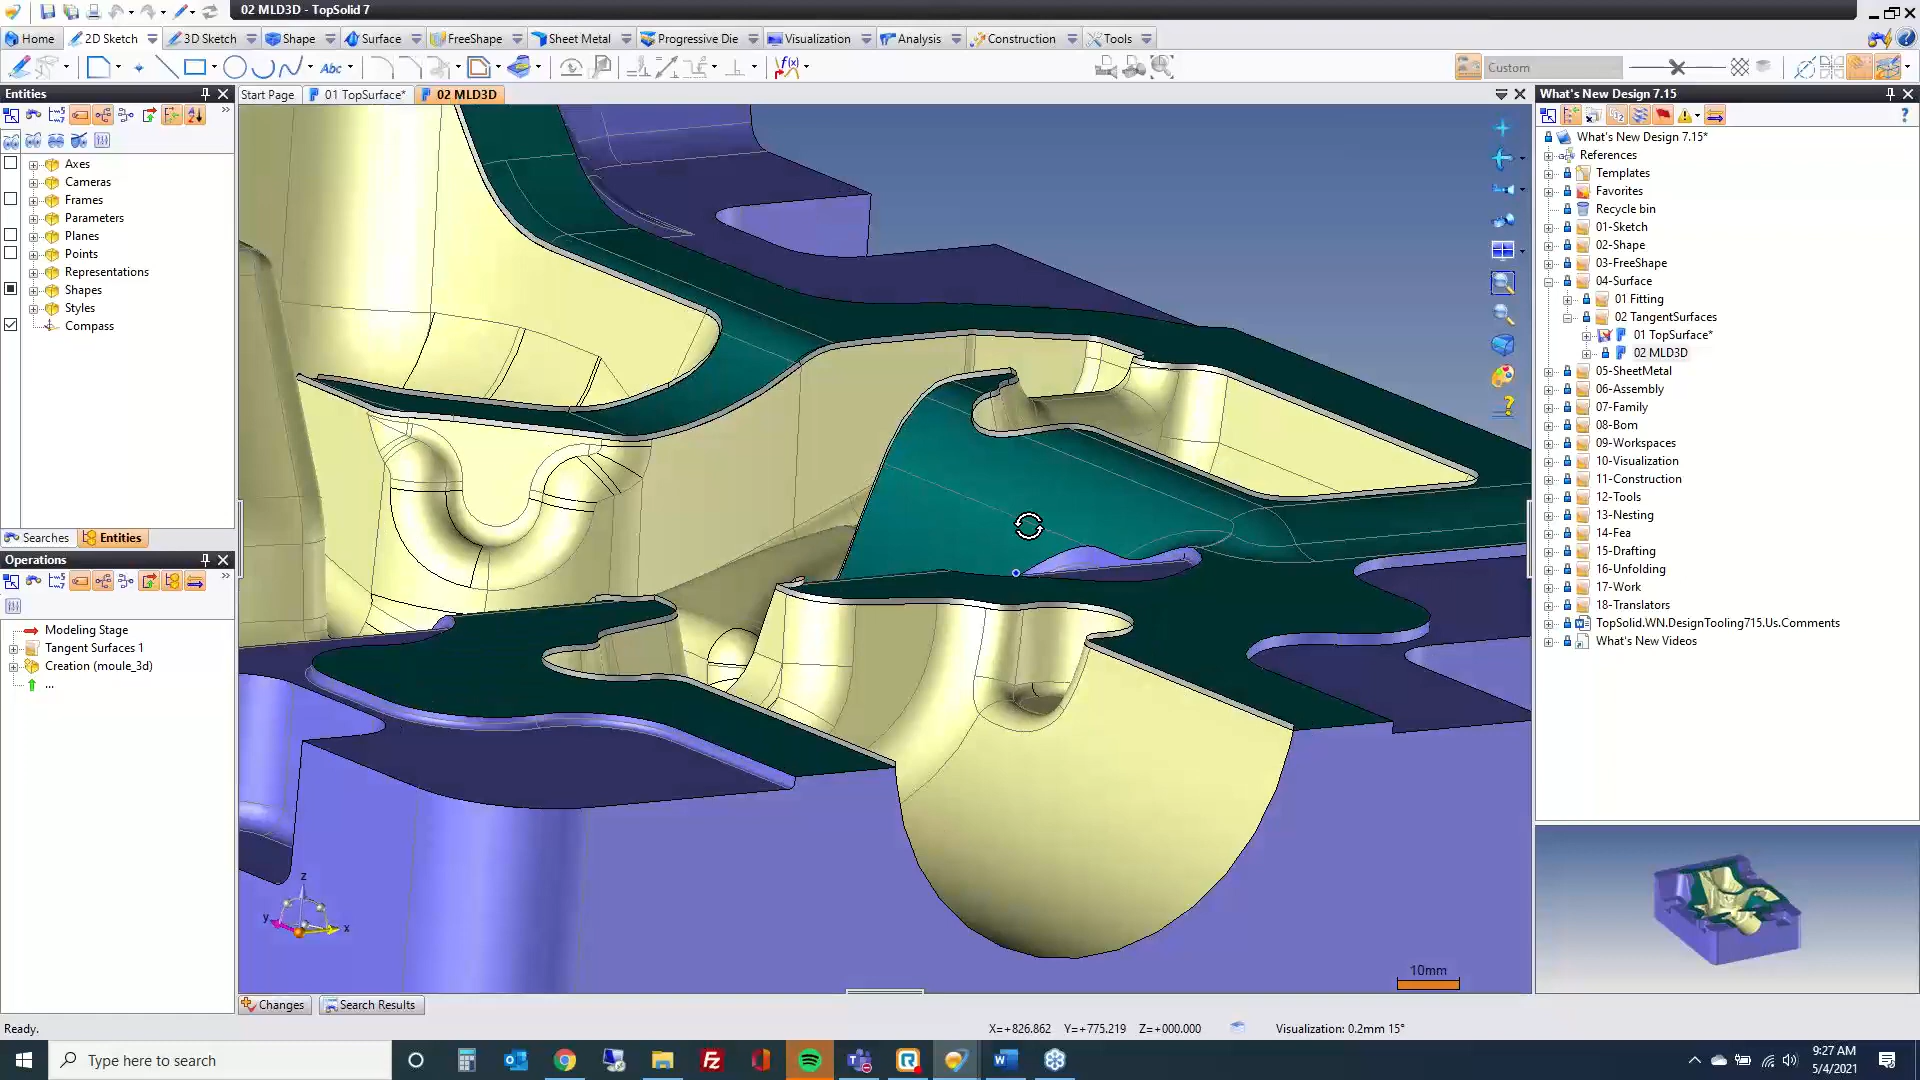 02 MLD3D - TopSolid 7
Home 2D Sketch 3D Sketch Shape Surface FreeShape Sheet Metal Progressive Die Visualization Analysis Construction Tools
Abc f(x) Custom
Entities
Start Page 01 TopSurface* 02 MLD3D
What's New Design 7.15
Axes
Cameras
Frames
Parameters
Planes
Points
Representations
Shapes
Styles
Compass
Searches Entities
Operations
Modeling Stage
Tangent Surfaces 1
Creation (moule_3d)
...
What's New Design 7.15*
References
Templates
Favorites
Recycle bin
01-Sketch
02-Shape
03-FreeShape
04-Surface
01 Fitting
02 TangentSurfaces
01 TopSurface*
02 MLD3D
05-SheetMetal
06-Assembly
07-Family
08-Bom
09-Workspaces
10-Visualization
11-Construction
12-Tools
13-Nesting
14-Fea
15-Drafting
16-Unfolding
17-Work
18-Translators
TopSolid.WN.DesignTooling715.Us.Comments
What's New Videos
z
y
x
10mm
Changes Search Results
Ready.
X=+826.862 Y=+775.219 Z=+000.000 Visualization: 0.2mm 15°
Type here to search
9:27 AM
5/4/2021